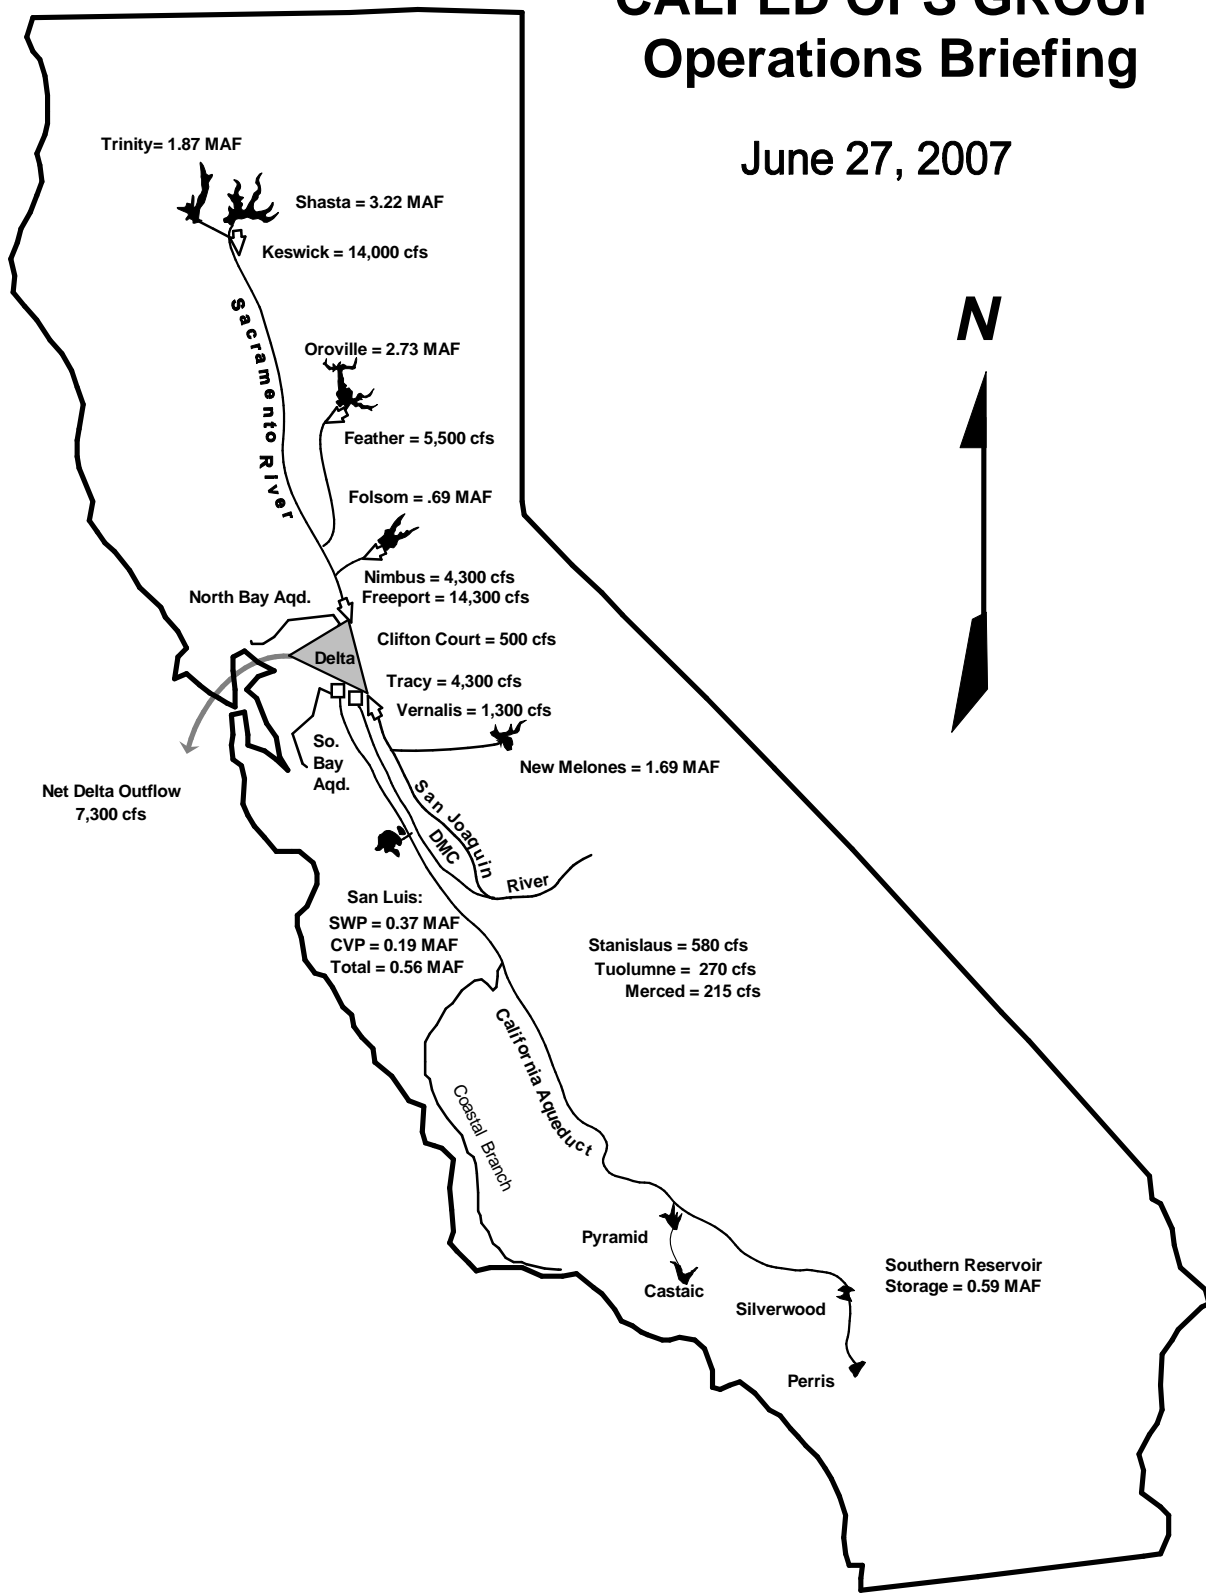 CALFED OPS GROUP
Operations Briefing
June 27, 2007
Trinity= 1.87 MAF
Shasta = 3.22 MAF
Keswick = 14,000 cfs
N
Sacramento River
Oroville = 2.73 MAF
Feather = 5,500 cfs
Folsom = .69 MAF
Nimbus = 4,300 cfs
North Bay Aqd.
Freeport = 14,300 cfs
Clifton Court = 500 cfs
Delta
Tracy = 4,300 cfs
Vernalis = 1,300 cfs
So.
Bay
Aqd.
New Melones = 1.69 MAF
Net Delta Outflow
7,300 cfs
San Joaquin
DMC
River
San Luis:
SWP = 0.37 MAF
CVP = 0.19 MAF
Total = 0.56 MAF
Stanislaus = 580 cfs
Tuolumne =  270 cfs
Merced = 215 cfs
California Aqueduct
Coastal Branch
Pyramid
Castaic
Silverwood
Southern Reservoir
Storage = 0.59 MAF
Perris